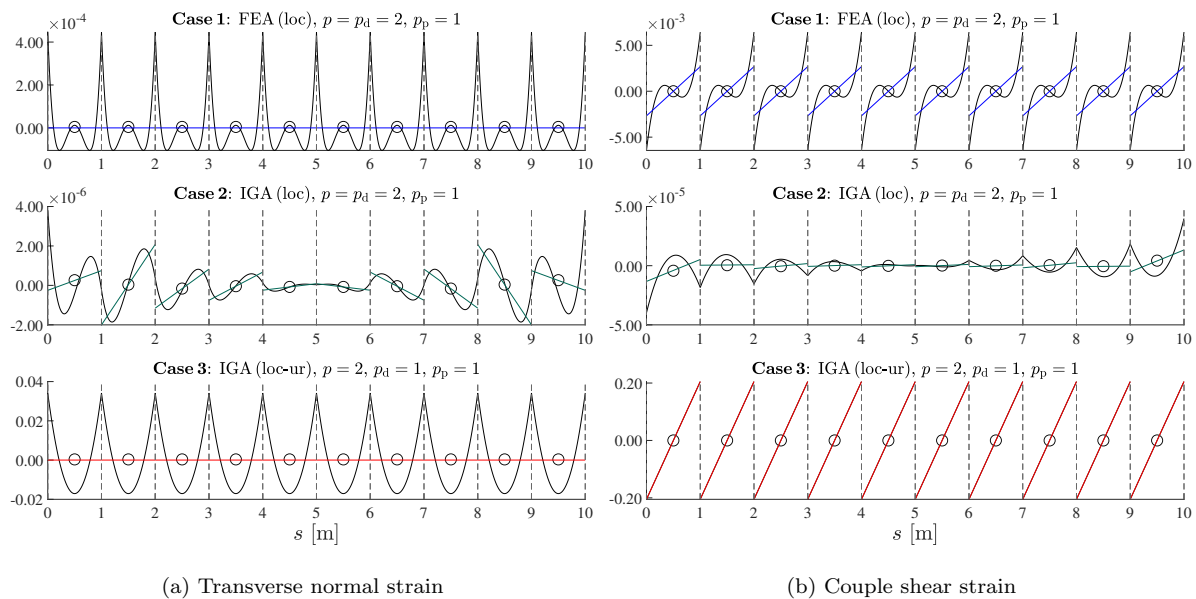 ×10⁻⁴
Case 1: FEA (loc), p = p_d = 2, p_p = 1
4.00
2.00
0.00
0 1 2 3 4 5 6 7 8 9 10
×10⁻⁶
Case 2: IGA (loc), p = p_d = 2, p_p = 1
4.00
2.00
0.00
-2.00
0 1 2 3 4 5 6 7 8 9 10
Case 3: IGA (loc-ur), p = 2, p_d = 1, p_p = 1
0.04
0.02
0.00
-0.02
0 1 2 3 4 5 6 7 8 9 10
s [m]
(a) Transverse normal strain
×10⁻³
Case 1: FEA (loc), p = p_d = 2, p_p = 1
5.00
0.00
-5.00
0 1 2 3 4 5 6 7 8 9 10
×10⁻⁵
Case 2: IGA (loc), p = p_d = 2, p_p = 1
5.00
0.00
-5.00
0 1 2 3 4 5 6 7 8 9 10
Case 3: IGA (loc-ur), p = 2, p_d = 1, p_p = 1
0.20
0.00
-0.20
0 1 2 3 4 5 6 7 8 9 10
s [m]
(b) Couple shear strain